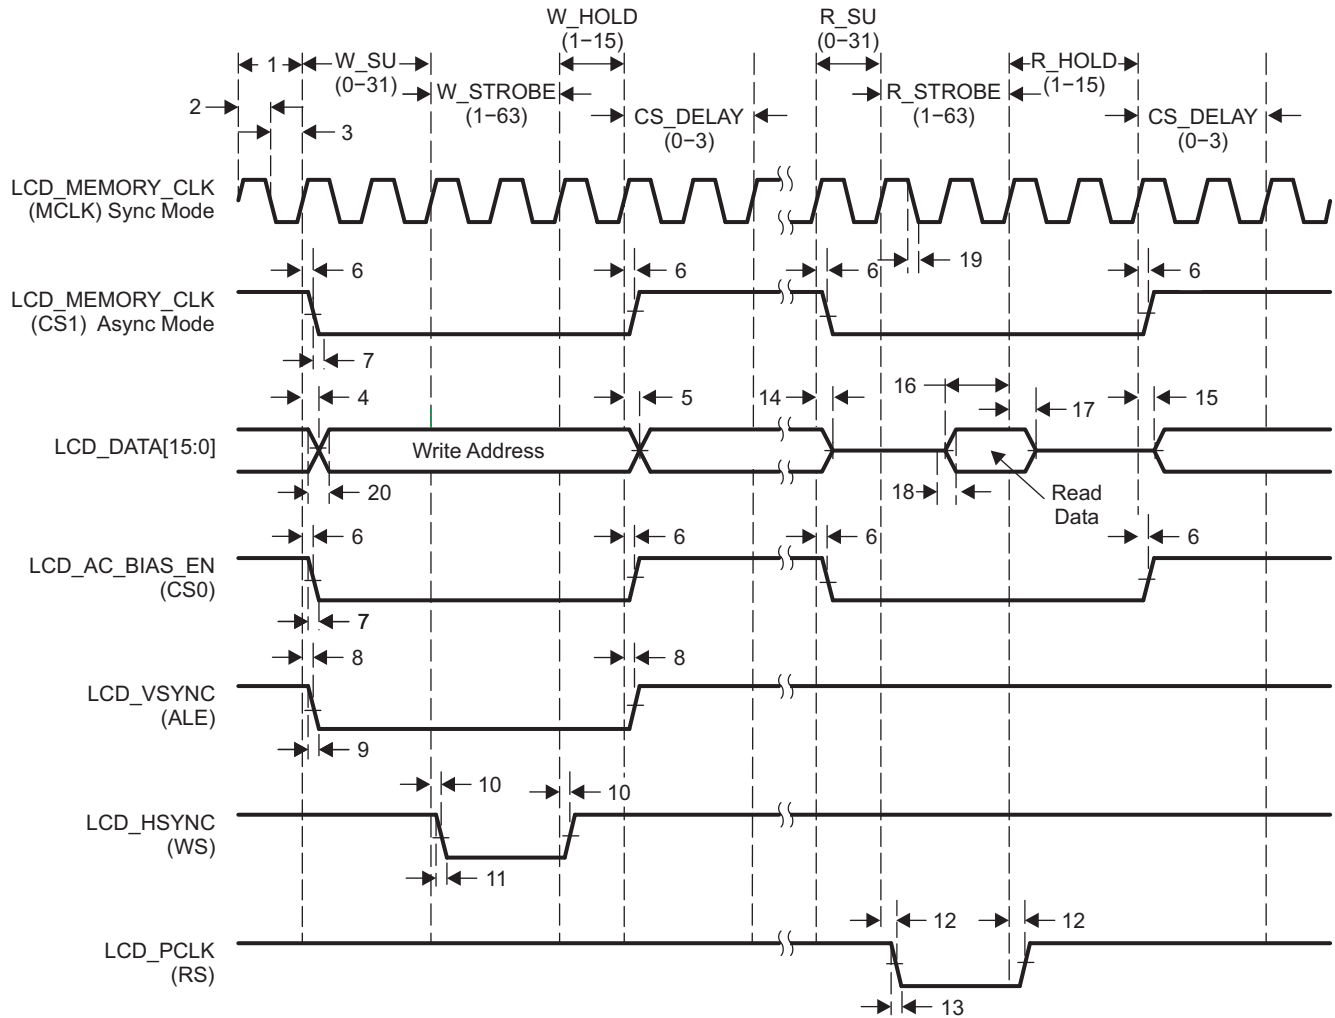 W_HOLD
(1−15)
R_SU
(0−31)
1
W_SU
(0−31)
R_HOLD
(1−15)
2
W_STROBE
(1−63)
R_STROBE
(1−63)
3
CS_DELAY
(0−3)
CS_DELAY
(0−3)
LCD_MEMORY_CLK
(MCLK) Sync Mode
19
6
6
6
6
LCD_MEMORY_CLK
(CS1) Async Mode
7
16
4
5
14
17
15
LCD_DATA[15:0]
Write Address
20
18
Read
Data
6
6
6
6
LCD_AC_BIAS_EN
(CS0)
7
8
8
LCD_VSYNC
(ALE)
9
10
10
LCD_HSYNC
(WS)
11
12
12
LCD_PCLK
(RS)
13